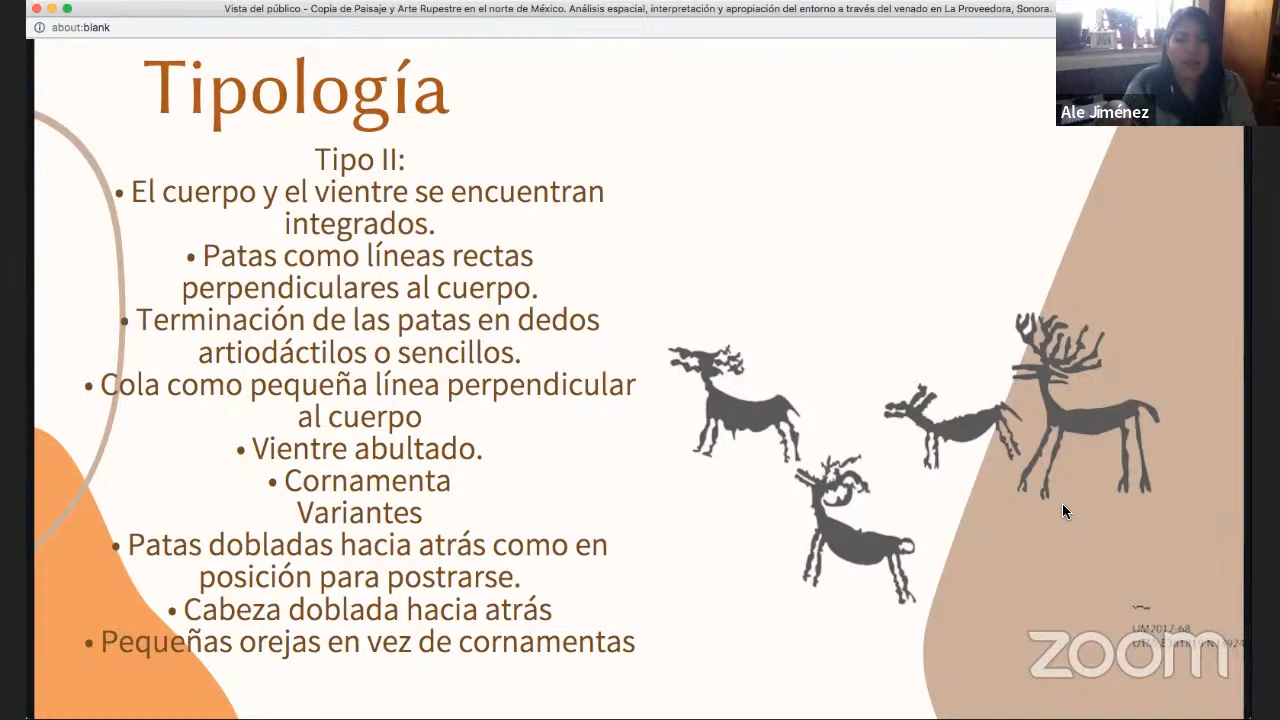 Vista del público - Copia de Paisaje y Arte Rupestre en el norte de México. Análisis espacial, interpretación y apropiación del entorno a través del venado en La Proveedora, Sonora.
about:blank
Ale Jiménez
Tipología
Tipo II:
• El cuerpo y el vientre se encuentran
integrados.
• Patas como líneas rectas
perpendiculares al cuerpo.
• Terminación de las patas en dedos
artiodáctilos o sencillos.
• Cola como pequeña línea perpendicular
al cuerpo
• Vientre abultado.
• Cornamenta
Variantes
• Patas dobladas hacia atrás como en
posición para postrarse.
• Cabeza doblada hacia atrás
• Pequeñas orejas en vez de cornamentas
zoom